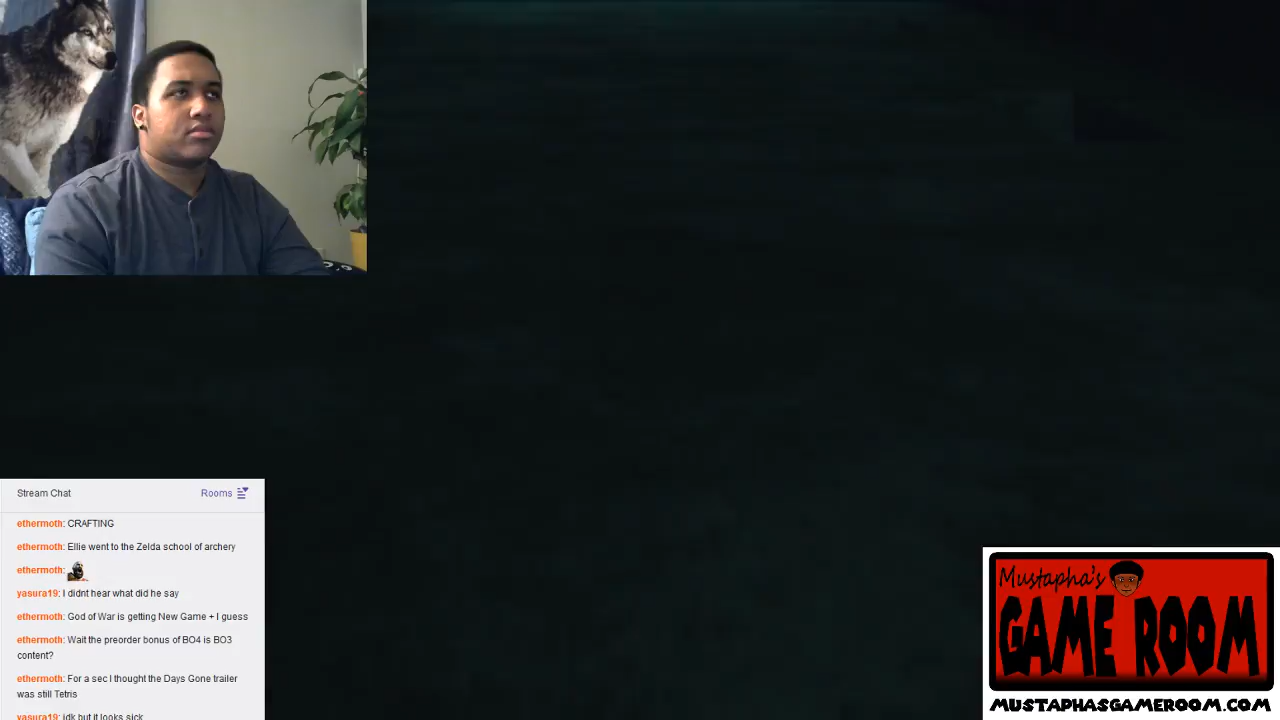 Stream Chat Rooms
ethermoth: CRAFTING
ethermoth: Ellie went to the Zelda school of archery
ethermoth:
yasura19: I didnt hear what did he say
ethermoth: God of War is getting New Game + I guess
ethermoth: Wait the preorder bonus of BO4 is BO3
content?
ethermoth: For a sec I thought the Days Gone trailer
was still Tetris
yasura19: idk but it looks sick
Mustapha's
GAME ROOM
MUSTAPHASGAMEROOM.COM